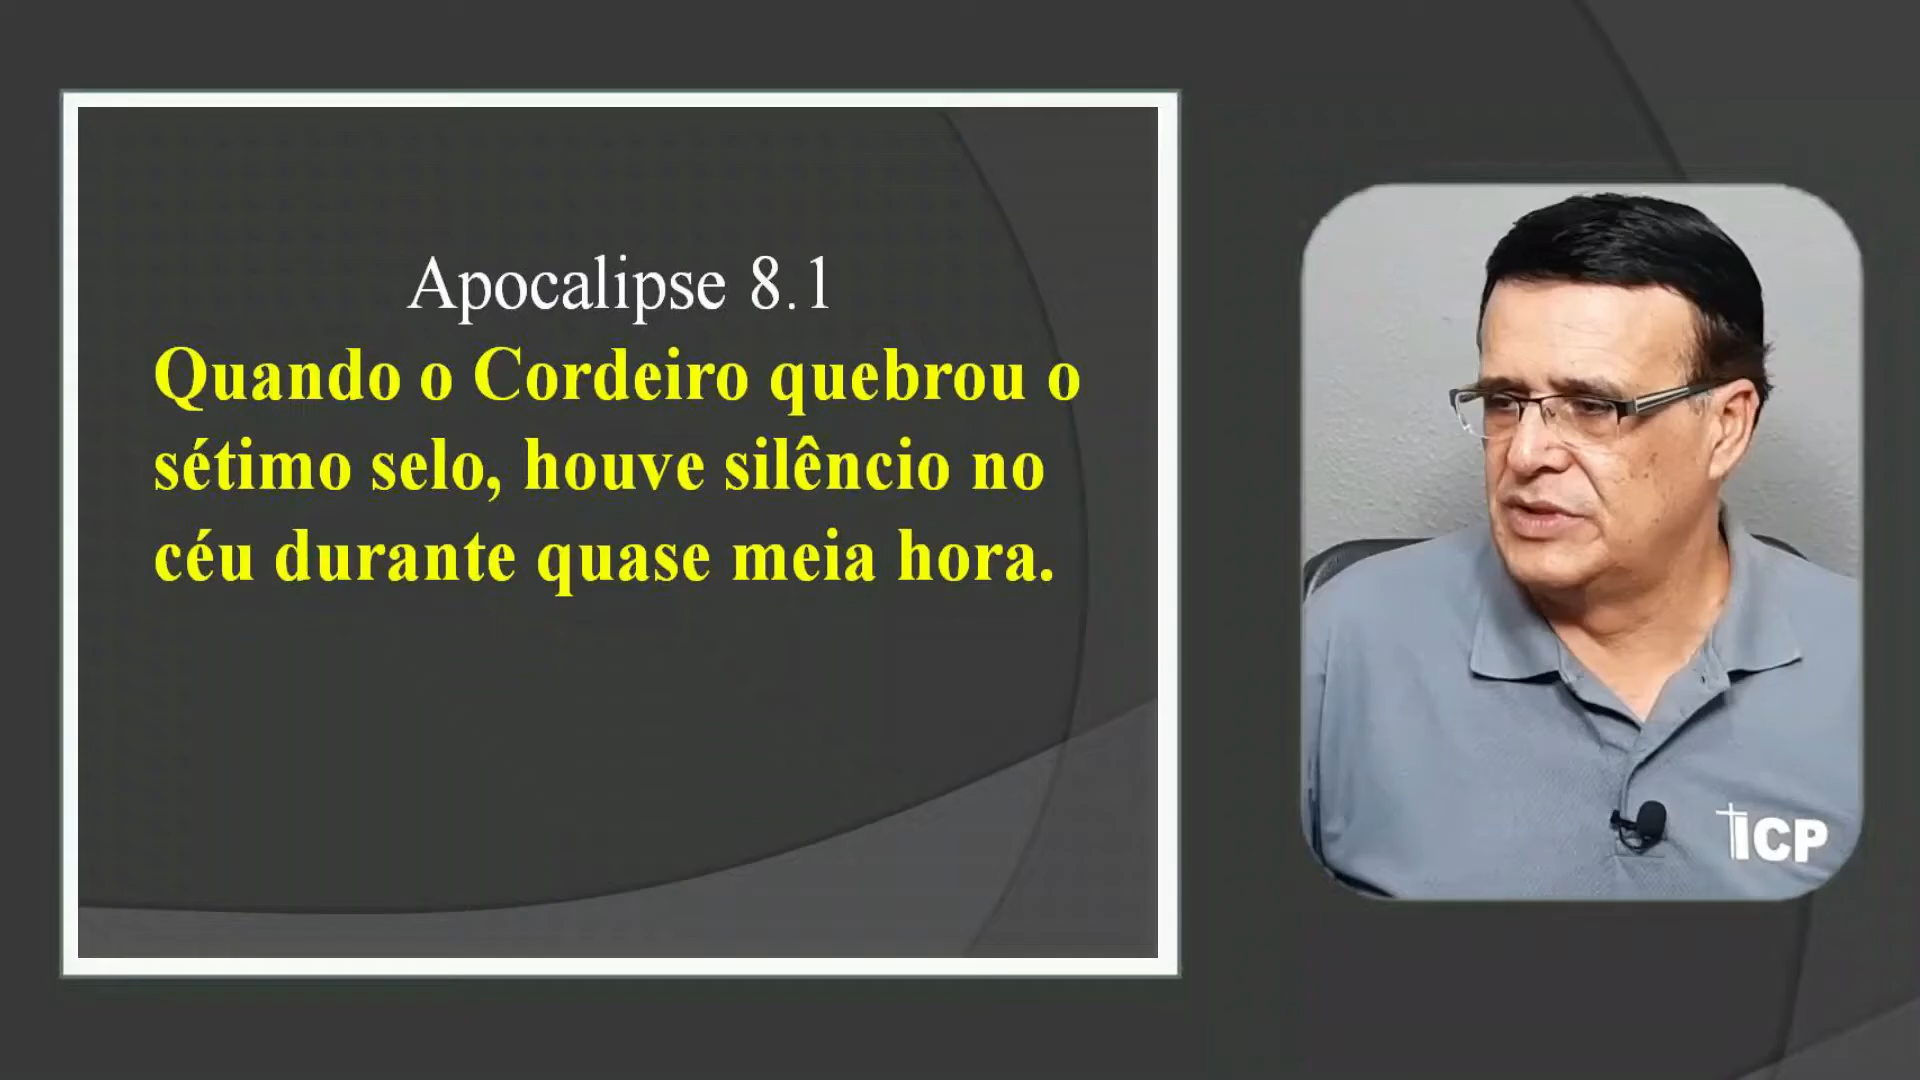 Apocalipse 8.1
Quando o Cordeiro quebrou o
sétimo selo, houve silêncio no
céu durante quase meia hora.
ICP